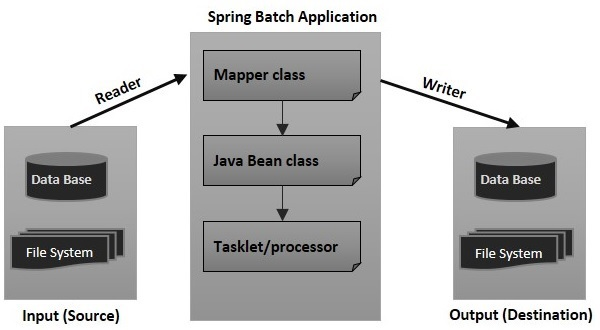 Spring Batch Application
Reader
Mapper class
Writer
Java Bean class
Data Base
Data Base
Tasklet/processor
File System
File System
Input (Source)
Output (Destination)